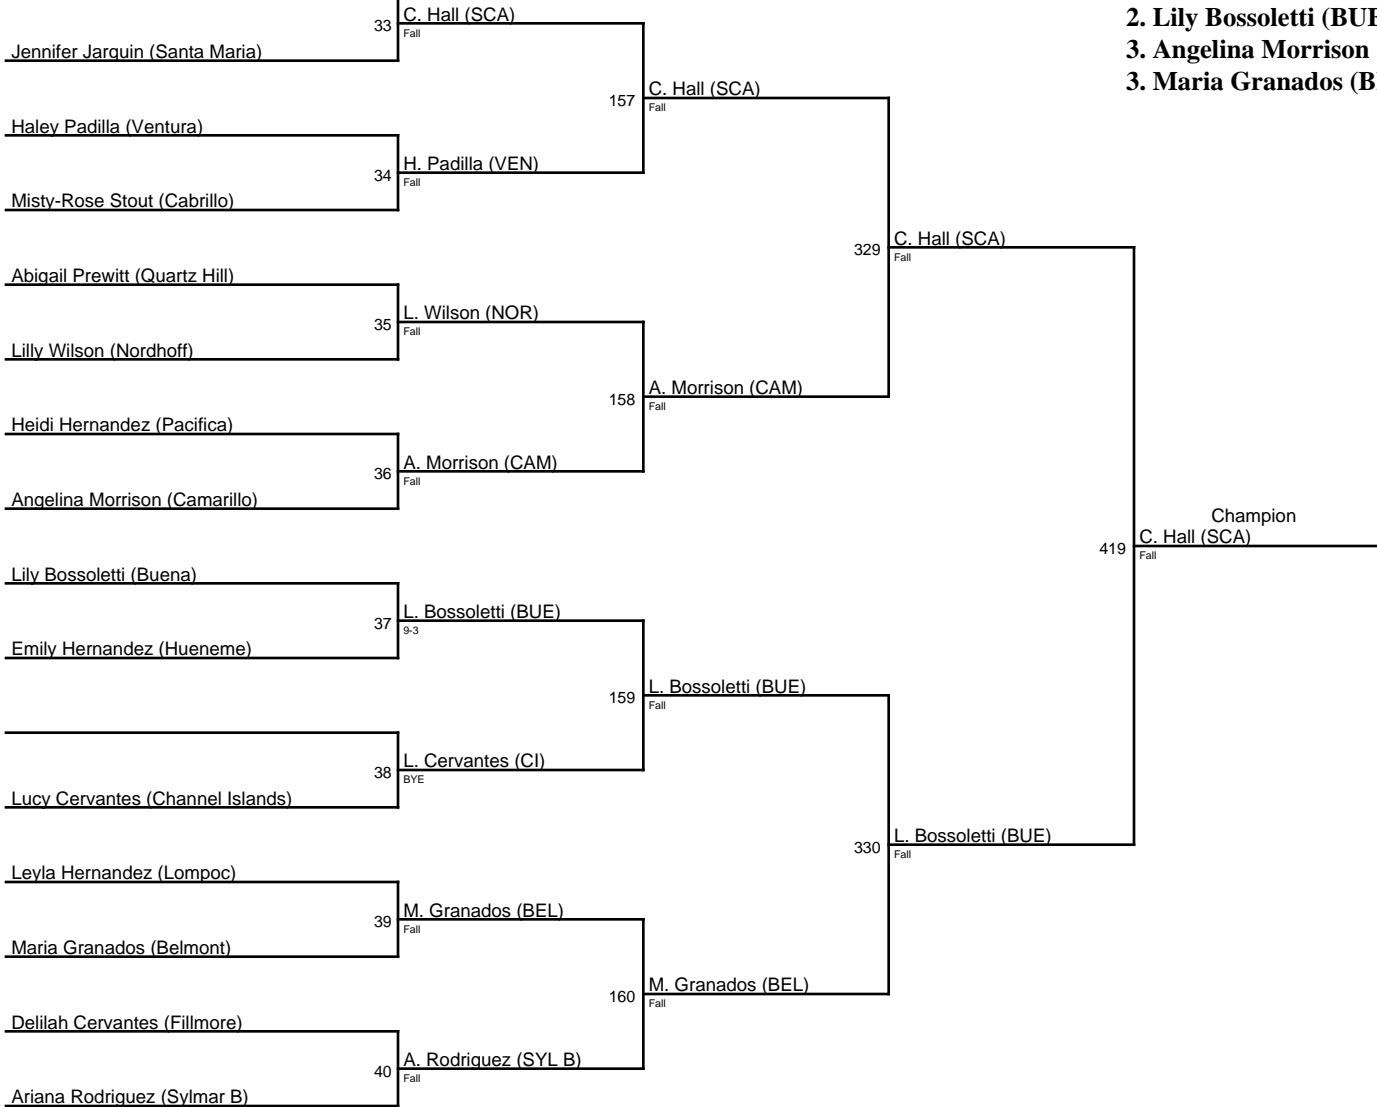 2. Lily Bossoletti (BUE
3. Angelina Morrison
3. Maria Granados (B
33
C. Hall (SCA)
Fall
Jennifer Jarquin (Santa Maria)
157
C. Hall (SCA)
Fall
Haley Padilla (Ventura)
34
H. Padilla (VEN)
Fall
Misty-Rose Stout (Cabrillo)
329
C. Hall (SCA)
Fall
Abigail Prewitt (Quartz Hill)
35
L. Wilson (NOR)
Fall
Lilly Wilson (Nordhoff)
158
A. Morrison (CAM)
Fall
Heidi Hernandez (Pacifica)
36
A. Morrison (CAM)
Fall
Angelina Morrison (Camarillo)
Champion
419
C. Hall (SCA)
Fall
Lily Bossoletti (Buena)
37
L. Bossoletti (BUE)
9-3
Emily Hernandez (Hueneme)
159
L. Bossoletti (BUE)
Fall
38
L. Cervantes (CI)
BYE
Lucy Cervantes (Channel Islands)
330
L. Bossoletti (BUE)
Fall
Leyla Hernandez (Lompoc)
39
M. Granados (BEL)
Fall
Maria Granados (Belmont)
160
M. Granados (BEL)
Fall
Delilah Cervantes (Fillmore)
40
A. Rodriguez (SYL B)
Fall
Ariana Rodriguez (Sylmar B)